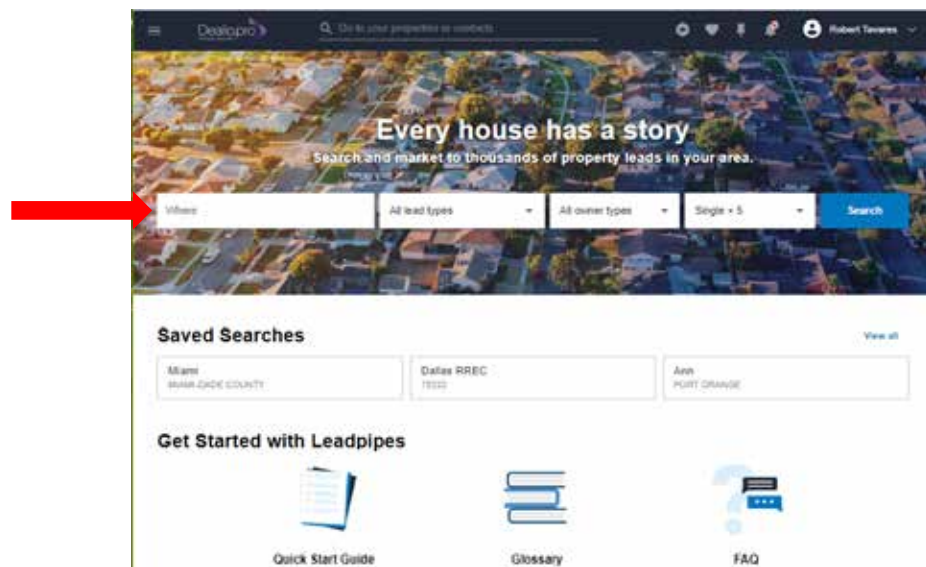 Dealio.pro
Go to your properties or contacts
Robert Tavares
Every house has a story
Search and market to thousands of property leads in your area.
Where
All lead types
All owner types
Single + 5
Search
Saved Searches
View all
Miami
MIAMI-DADE COUNTY
Dallas RREC
Ann
PORT ORANGE
Get Started with Leadpipes
Quick Start Guide
Glossary
FAQ